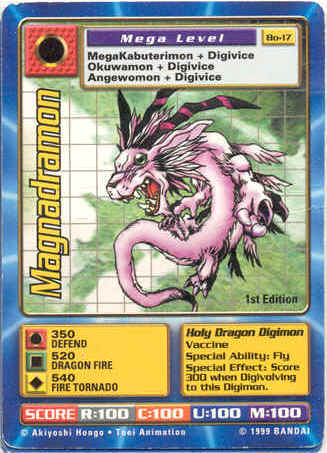 Mega Level
Bo-17
MegaKabuterimon + Digivice
Okuwamon + Digivice
Angewomon + Digivice
Magnadramon
1st Edition
350
DEFEND
520
DRAGON FIRE
540
FIRE TORNADO
Holy Dragon Digimon
Vaccine
Special Ability: Fly
Special Effect: Score
300 when Digivolving
to this Digimon.
SCORE R:100 C:100 U:100 M:100
© Akiyoshi Hongo • Toei Animation
© 1999 BANDAI